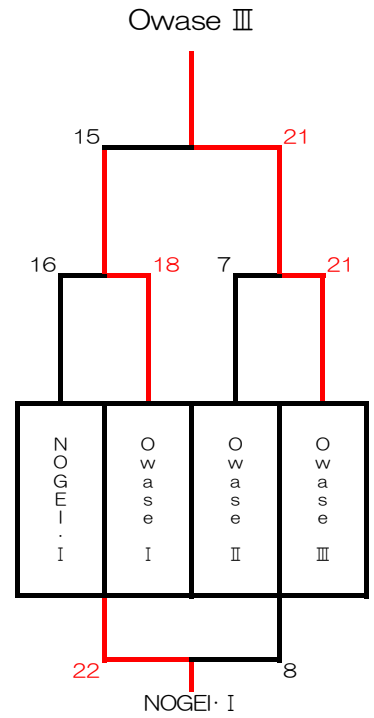 Owase Ⅲ
15
21
16
18
7
21
NOGEI·Ⅰ
Owase Ⅰ
Owase Ⅱ
Owase Ⅲ
22
8
NOGEI·Ⅰ